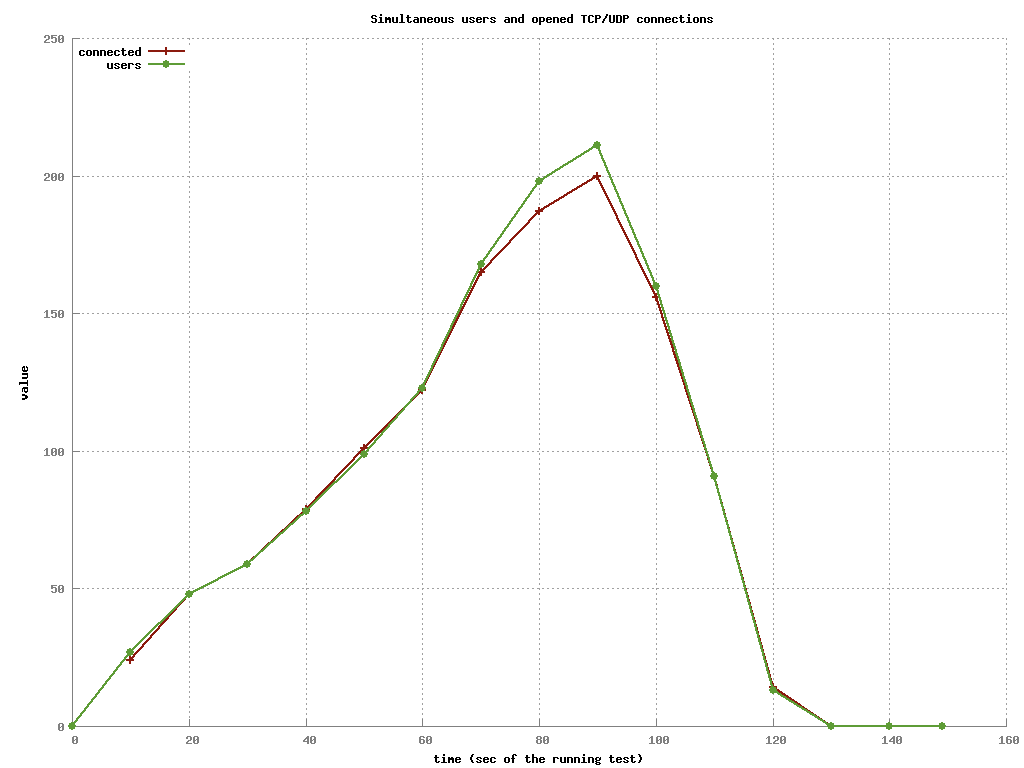 Simultaneous users and opened TCP/UDP connections
250
connected
users
200
150
value
100
50
0
0 20 40 60 80 100 120 140 160
time (sec of the running test)